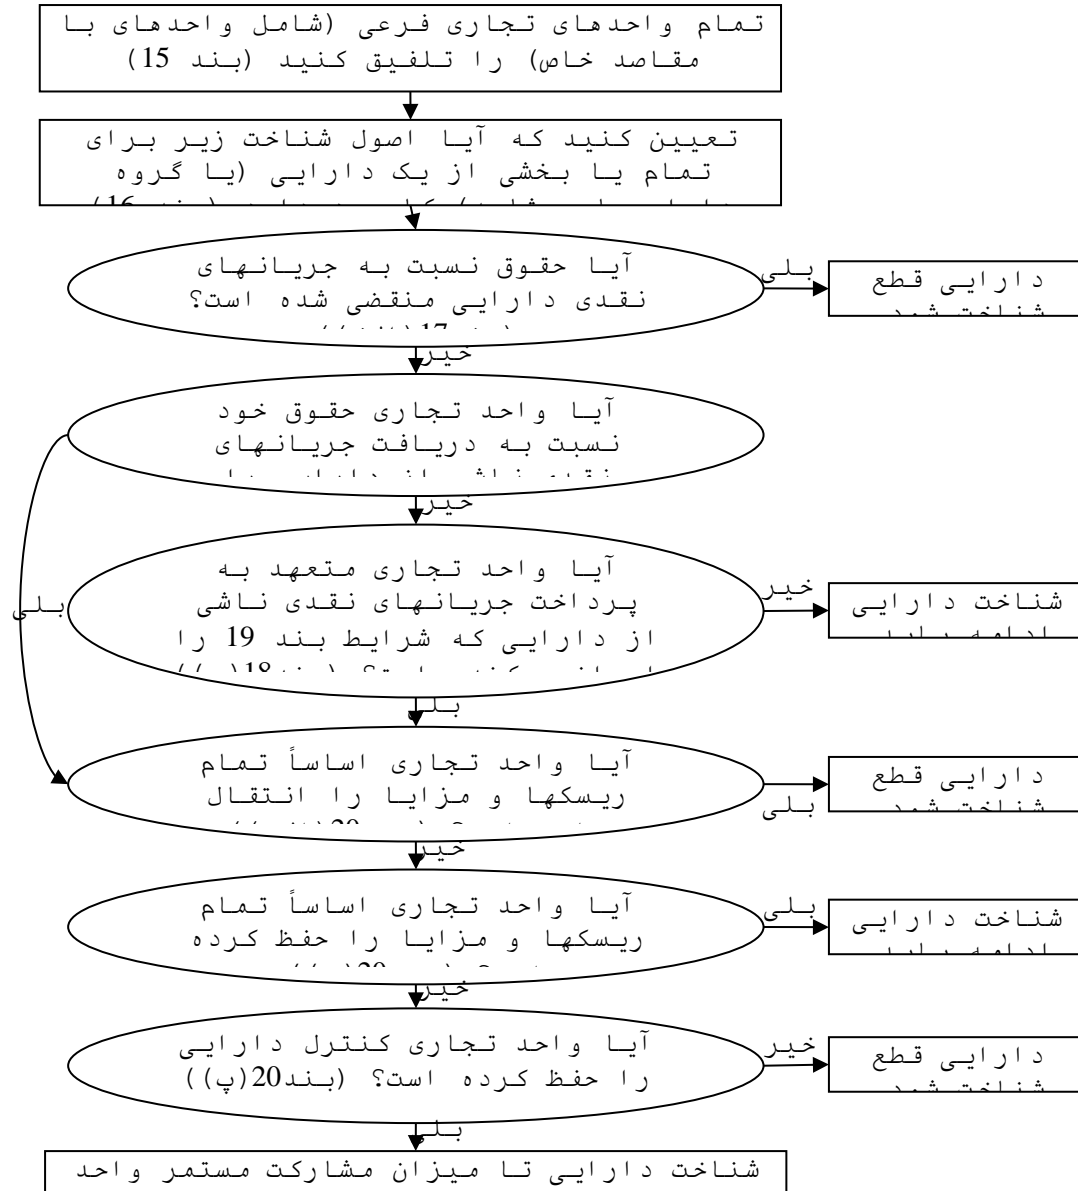 تمام واحدهای تجاری فرعی (شامل واحدهای با
مقاصد خاص) را تلفیق کنید (بند 15)
تعیین کنید که آیا اصول شناخت زیر برای
تمام یا بخشی از یک دارایی (یا گروه
آیا حقوق نسبت به جریانهای
نقدی دارایی منقضی شده است؟
بلی
دارایی قطع
شناخت شود
خیر
آیا واحد تجاری حقوق خود
نسبت به دریافت جریانهای
خیر
آیا واحد تجاری متعهد به
پرداخت جریانهای نقدی ناشی
از دارایی که شرایط بند 19 را
خیر
شناخت دارایی
بلی
بلی
آیا واحد تجاری اساساً تمام
ریسکها و مزایا را انتقال
بلی
دارایی قطع
شناخت شود
خیر
آیا واحد تجاری اساساً تمام
ریسکها و مزایا را حفظ کرده
بلی
شناخت دارایی
خیر
آیا واحد تجاری کنترل دارایی
را حفظ کرده است؟ (بند20(پ))
خیر
دارایی قطع
شناخت شود
بلی
شناخت دارایی تا میزان مشارکت مستمر واحد